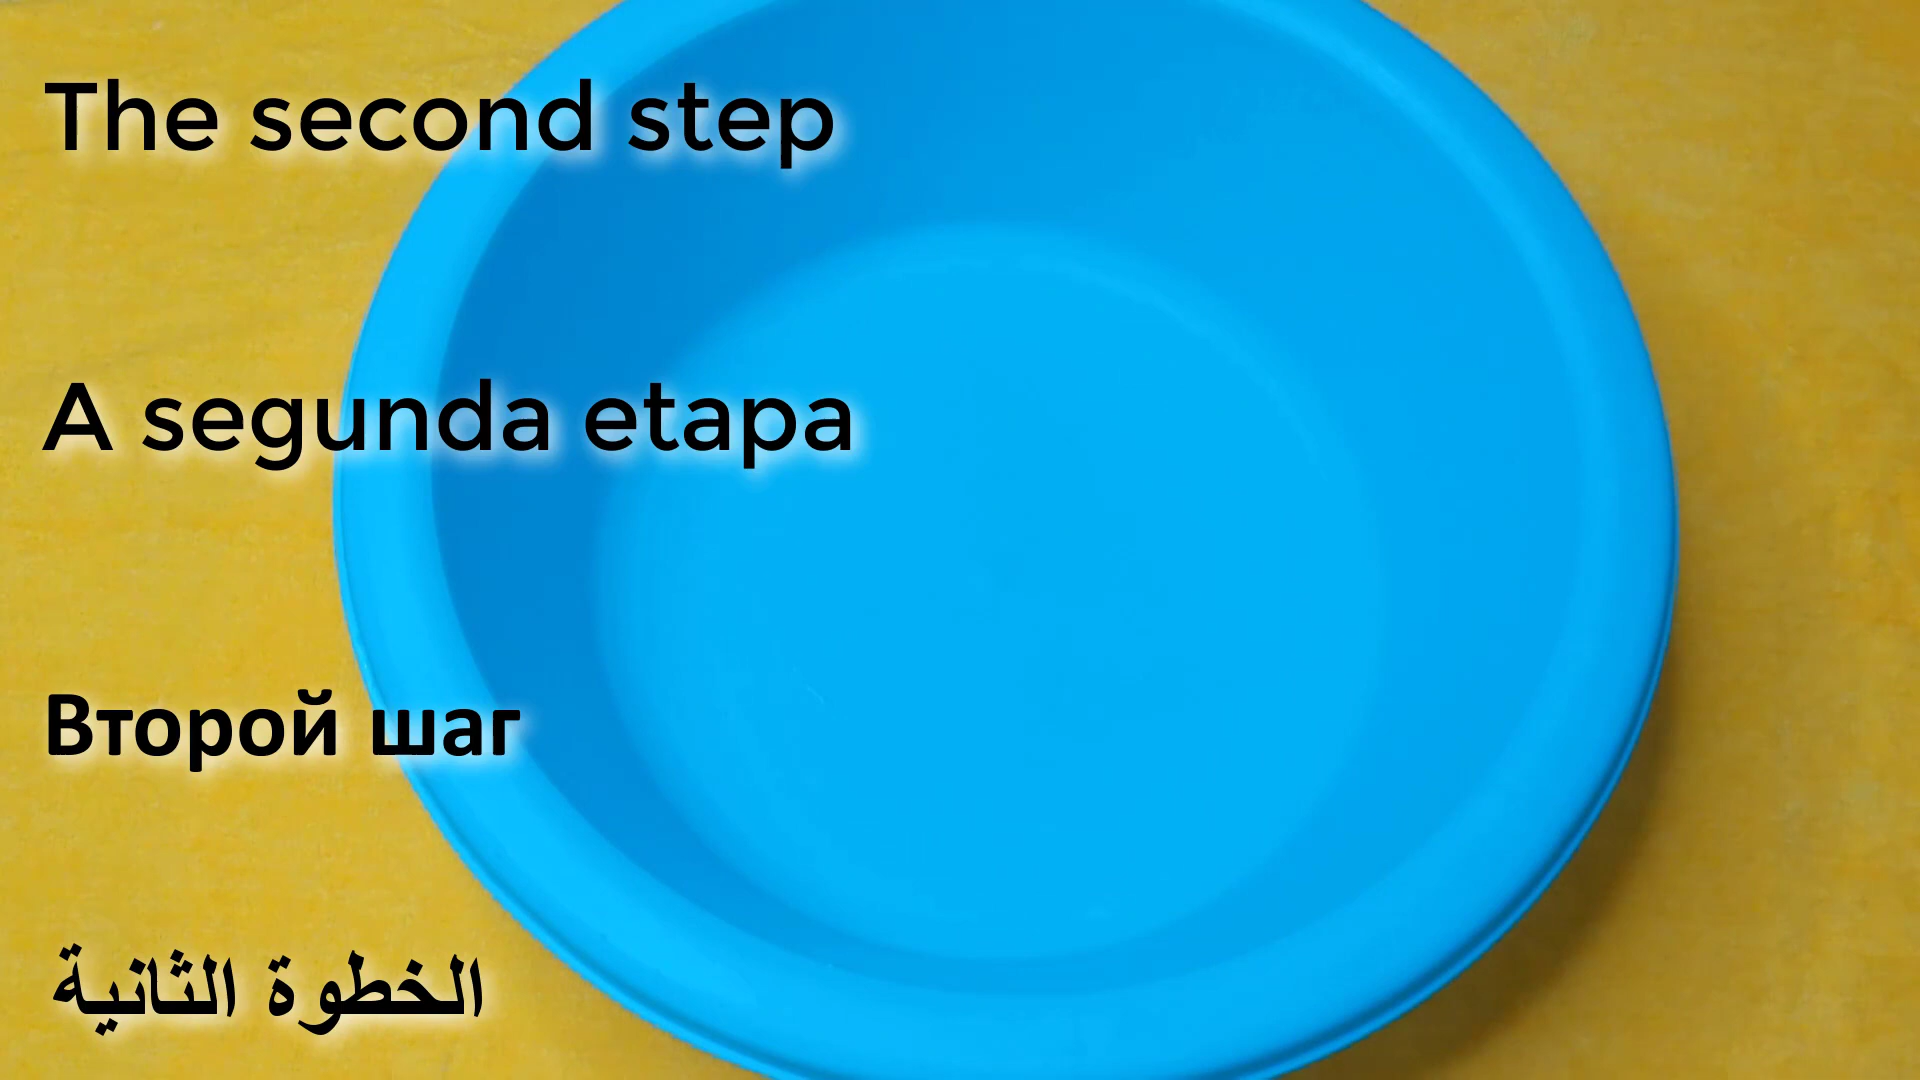 The second step
A segunda etapa
Второй шаг
الخطوة الثانية